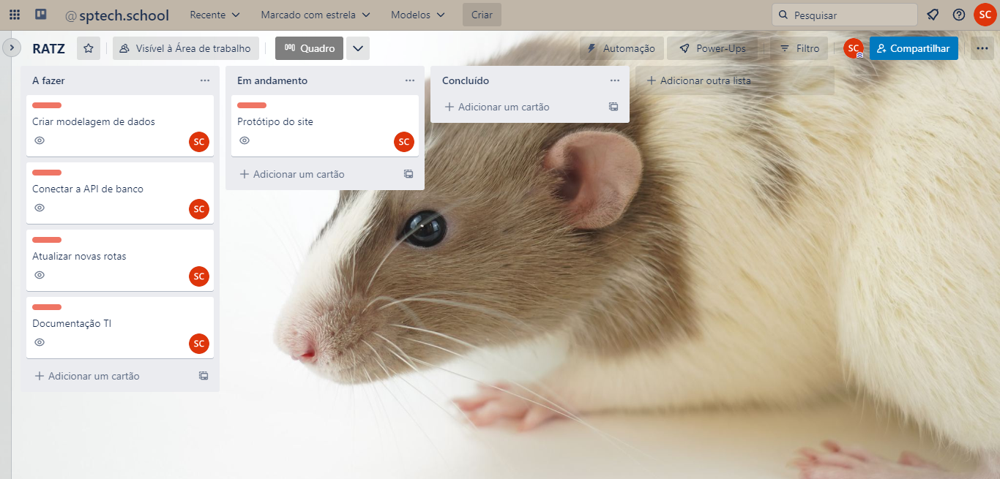 @sptech.school Recente Marcado com estrela Modelos Criar Pesquisar SC
RATZ Visível à Área de trabalho Quadro Automação Power-Ups Filtro SC Compartilhar
A fazer
Criar modelagem de dados
SC
Conectar a API de banco
SC
Atualizar novas rotas
SC
Documentação TI
SC
Adicionar um cartão
Em andamento
Protótipo do site
SC
Adicionar um cartão
Concluído
Adicionar um cartão
Adicionar outra lista